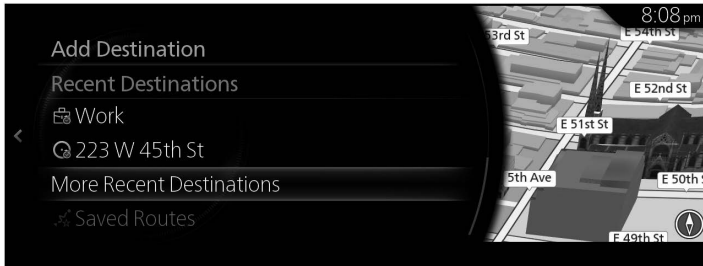 8:08 pm
Add Destination
Recent Destinations
Work
223 W 45th St
More Recent Destinations
Saved Routes
53rd St
E 54th St
E 52nd St
E 51st St
5th Ave
E 50th
E 49th St